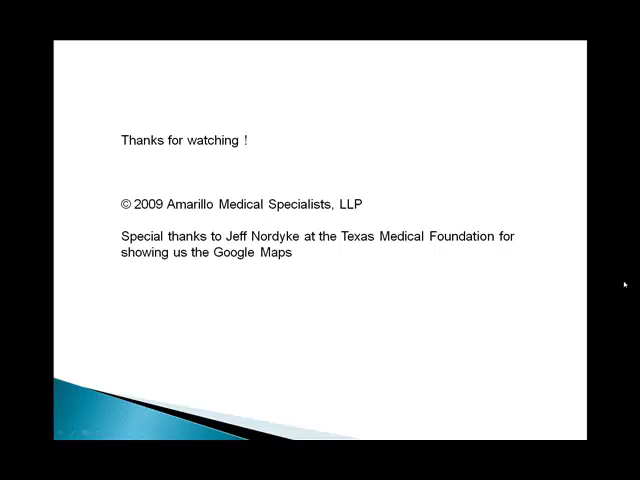 Thanks for watching !
© 2009 Amarillo Medical Specialists, LLP
Special thanks to Jeff Nordyke at the Texas Medical Foundation for
showing us the Google Maps